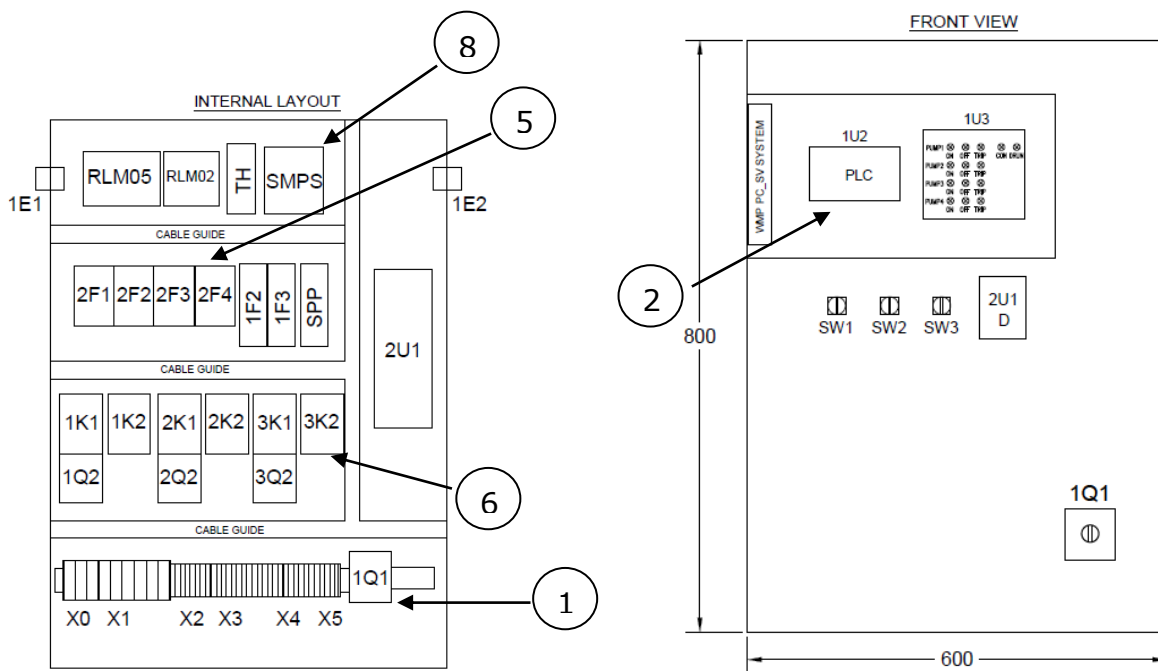 FRONT VIEW
8
INTERNAL LAYOUT
5
RLM05
RLM02
TH
SMPS
1E1
1E2
CABLE GUIDE
2F1
2F2
2F3
2F4
1F2
1F3
SPP
2U1
CABLE GUIDE
1K1
1K2
2K1
2K2
3K1
3K2
1Q2
2Q2
3Q2
6
CABLE GUIDE
1Q1
X0
X1
X2
X3
X4
X5
1
WMP PC_SV SYSTEM
1U2
PLC
1U3
PUMP1
ON OFF TRIP COM DRUN
PUMP2
ON OFF TRIP
PUMP3
ON OFF TRIP
PUMP4
ON OFF TRIP
2
SW1
SW2
SW3
2U1
D
800
1Q1
600